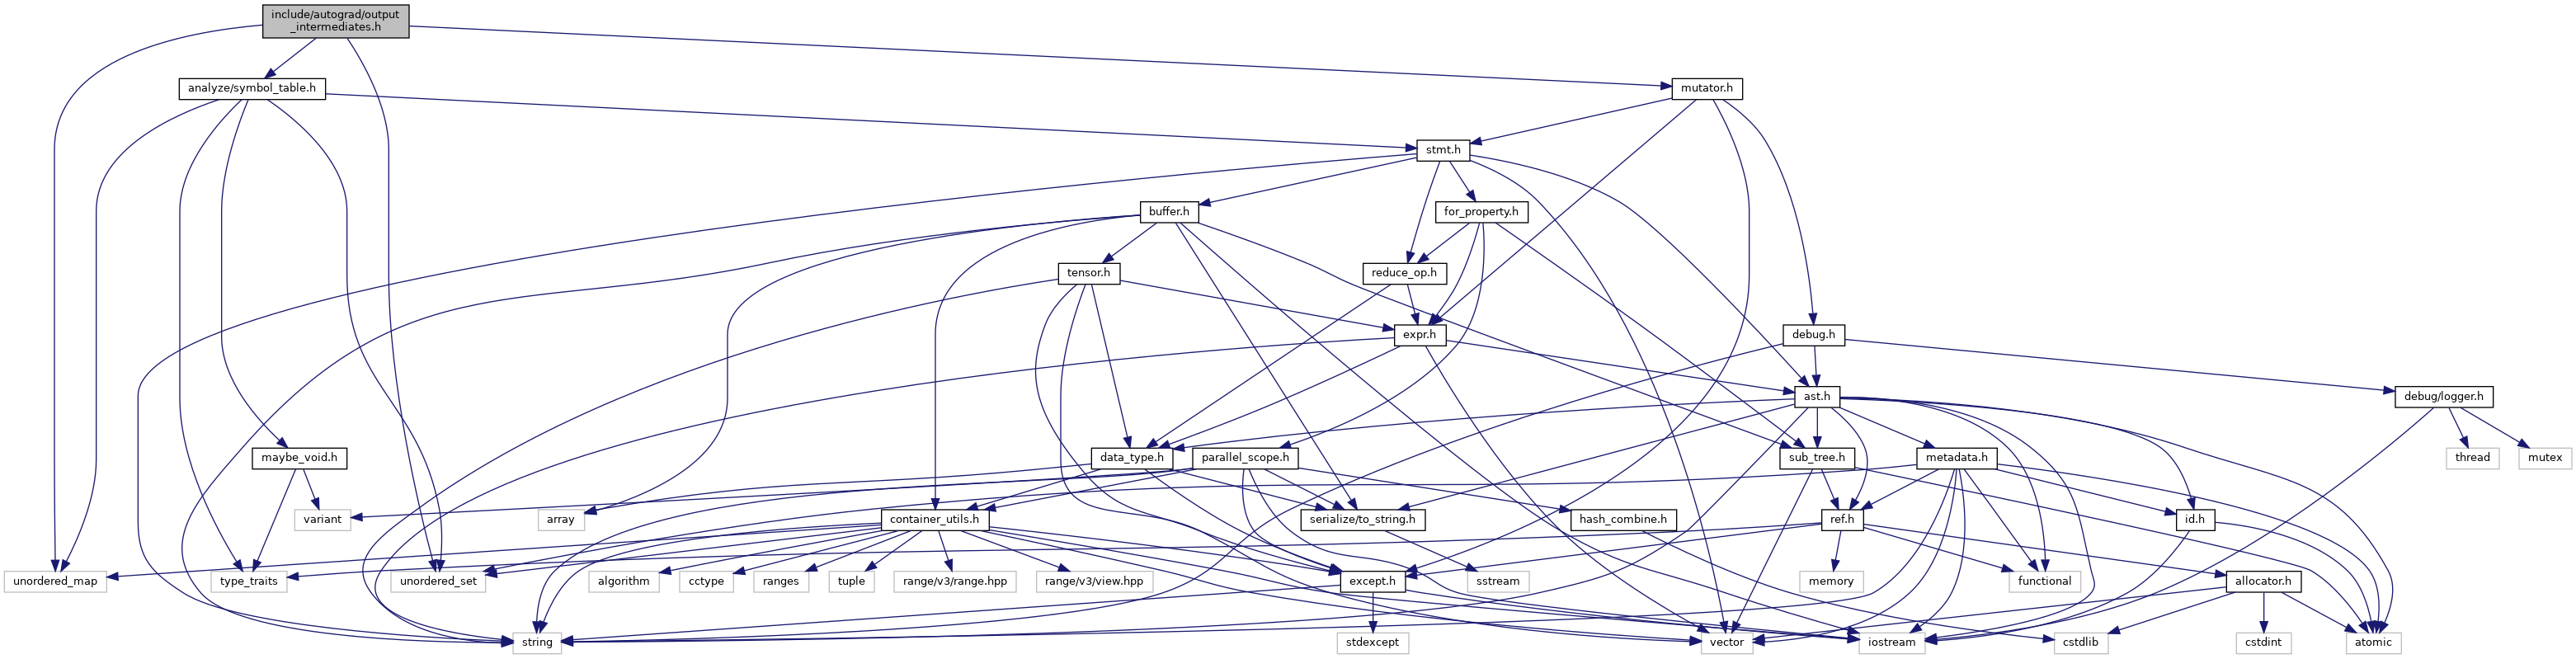 include/autograd/output
_intermediates.h
analyze/symbol_table.h
mutator.h
stmt.h
buffer.h
for_property.h
tensor.h
reduce_op.h
expr.h
debug.h
ast.h
debug/logger.h
maybe_void.h
data_type.h
parallel_scope.h
sub_tree.h
metadata.h
thread
mutex
variant
array
container_utils.h
serialize/to_string.h
hash_combine.h
ref.h
id.h
unordered_map
type_traits
unordered_set
algorithm
cctype
ranges
tuple
range/v3/range.hpp
range/v3/view.hpp
except.h
sstream
memory
functional
allocator.h
string
stdexcept
vector
iostream
cstdlib
cstdint
atomic